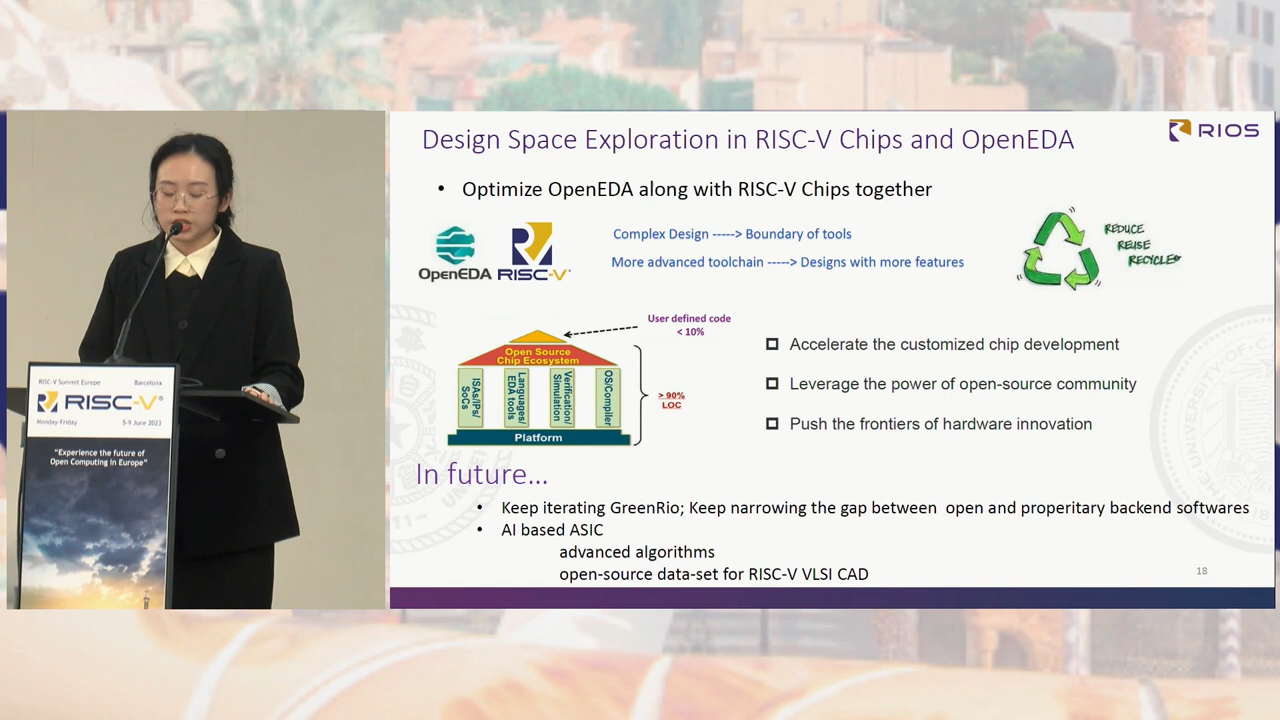 Design Space Exploration in RISC-V Chips and OpenEDA
RIOS
• Optimize OpenEDA along with RISC-V Chips together
OpenEDA
RISC-V®
Complex Design -----> Boundary of tools
More advanced toolchain -----> Designs with more features
REDUCE
REUSE
RECYCLE
User defined code
< 10%
Open Source
Chip Ecosystem
ISAs/IPs/
SoCs
Languages/
EDA tools
Verification/
Simulation
OS/Compiler
Platform
> 90%
LOC
Accelerate the customized chip development
Leverage the power of open-source community
Push the frontiers of hardware innovation
In future...
• Keep iterating GreenRio; Keep narrowing the gap between open and properitary backend softwares
• AI based ASIC
advanced algorithms
open-source data-set for RISC-V VLSI CAD
18
RISC-V Summit Europe
Barcelona
RISC-V®
Monday-Friday
5-9 June 2023
"Experience the future of
Open Computing in Europe"